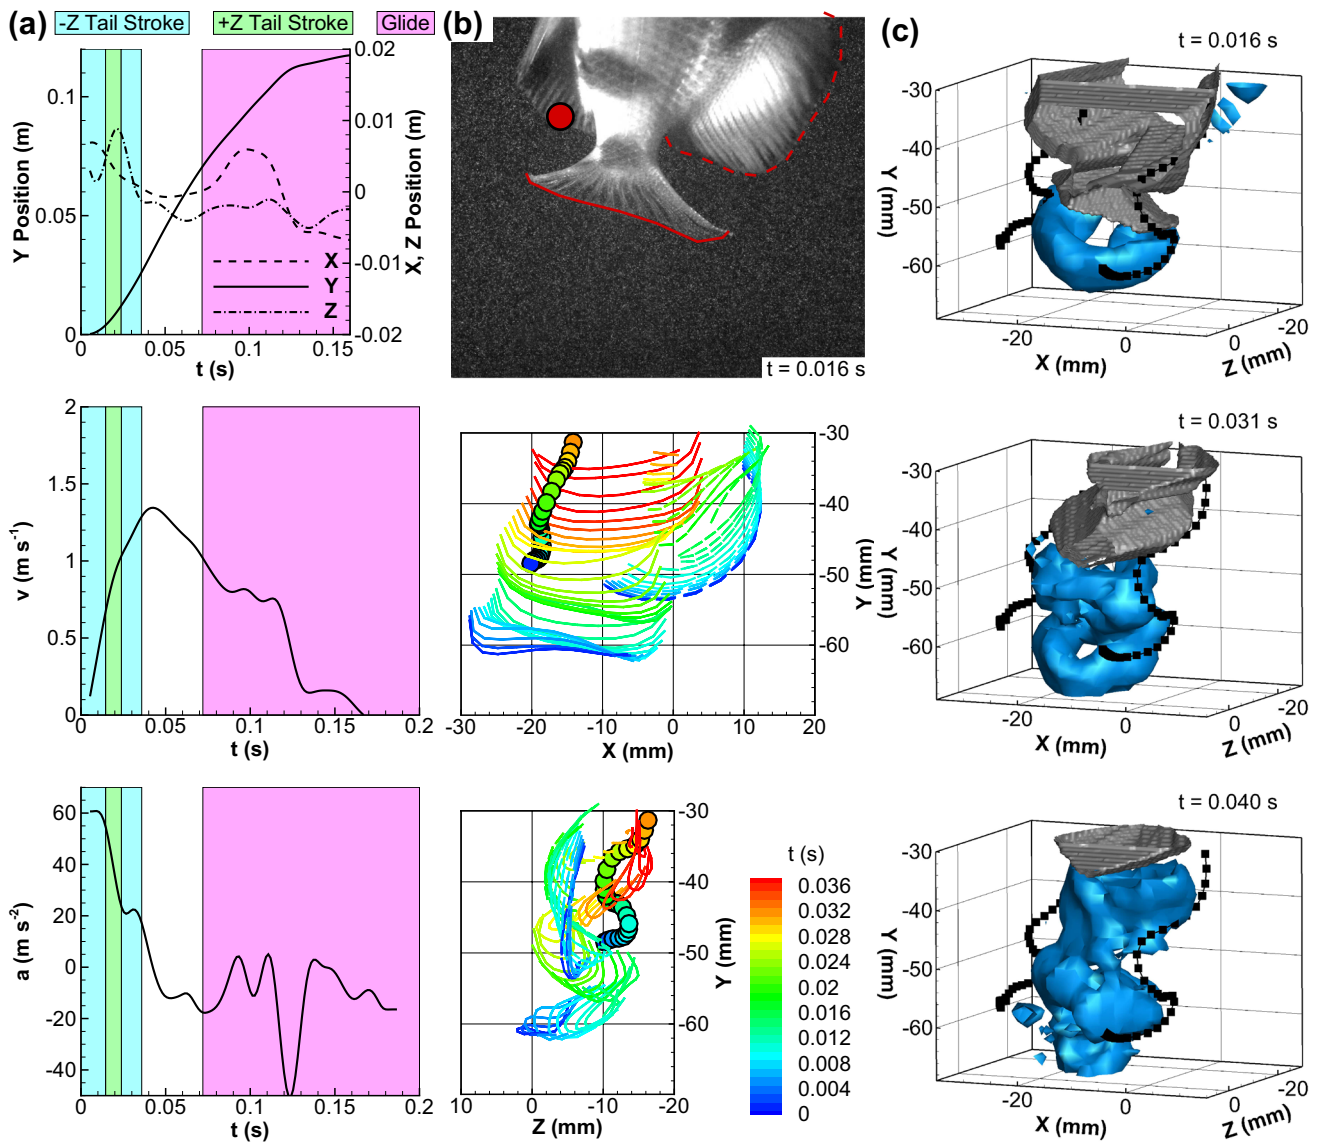 (a)
-Z Tail Stroke
+Z Tail Stroke
Glide
0.1
0.05
0
Y Position (m)
0.02
0.01
0
-0.01
-0.02
X, Z Position (m)
X
Y
Z
0
0.05
0.1
0.15
t (s)
2
1.5
1
0.5
0
v (m s-1)
0
0.05
0.1
0.15
0.2
t (s)
60
40
20
0
-20
-40
a (m s-2)
0
0.05
0.1
0.15
0.2
t (s)
(b)
t = 0.016 s
-30
-40
-50
-60
Y (mm)
-30
-20
-10
0
10
20
X (mm)
-30
-40
-50
-60
Y (mm)
10
0
-10
-20
Z (mm)
t (s)
0.036
0.032
0.028
0.024
0.02
0.016
0.012
0.008
0.004
0
(c)
t = 0.016 s
-30
-40
-50
-60
Y (mm)
-20
0
X (mm)
0
-20
Z (mm)
t = 0.031 s
-30
-40
-50
-60
Y (mm)
-20
0
X (mm)
0
-20
Z (mm)
t = 0.040 s
-30
-40
-50
-60
Y (mm)
-20
0
X (mm)
0
-20
Z (mm)